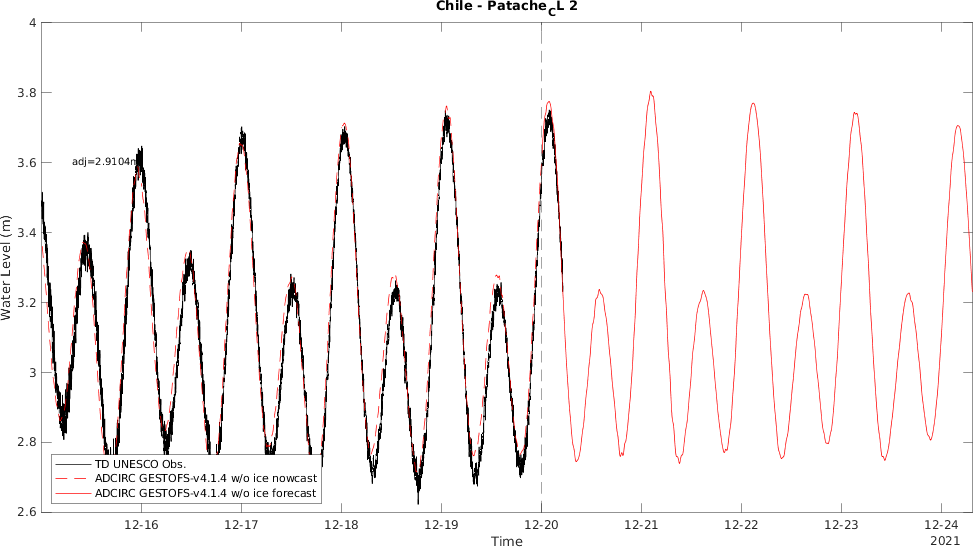 Chile - Patache_CL 2
Water Level (m)
4
3.8
3.6
3.4
3.2
3
2.8
2.6
adj=2.9104m
TD UNESCO Obs.
ADCIRC GESTOFS-v4.1.4 w/o ice nowcast
ADCIRC GESTOFS-v4.1.4 w/o ice forecast
12-16 12-17 12-18 12-19 12-20 12-21 12-22 12-23 12-24
Time
2021